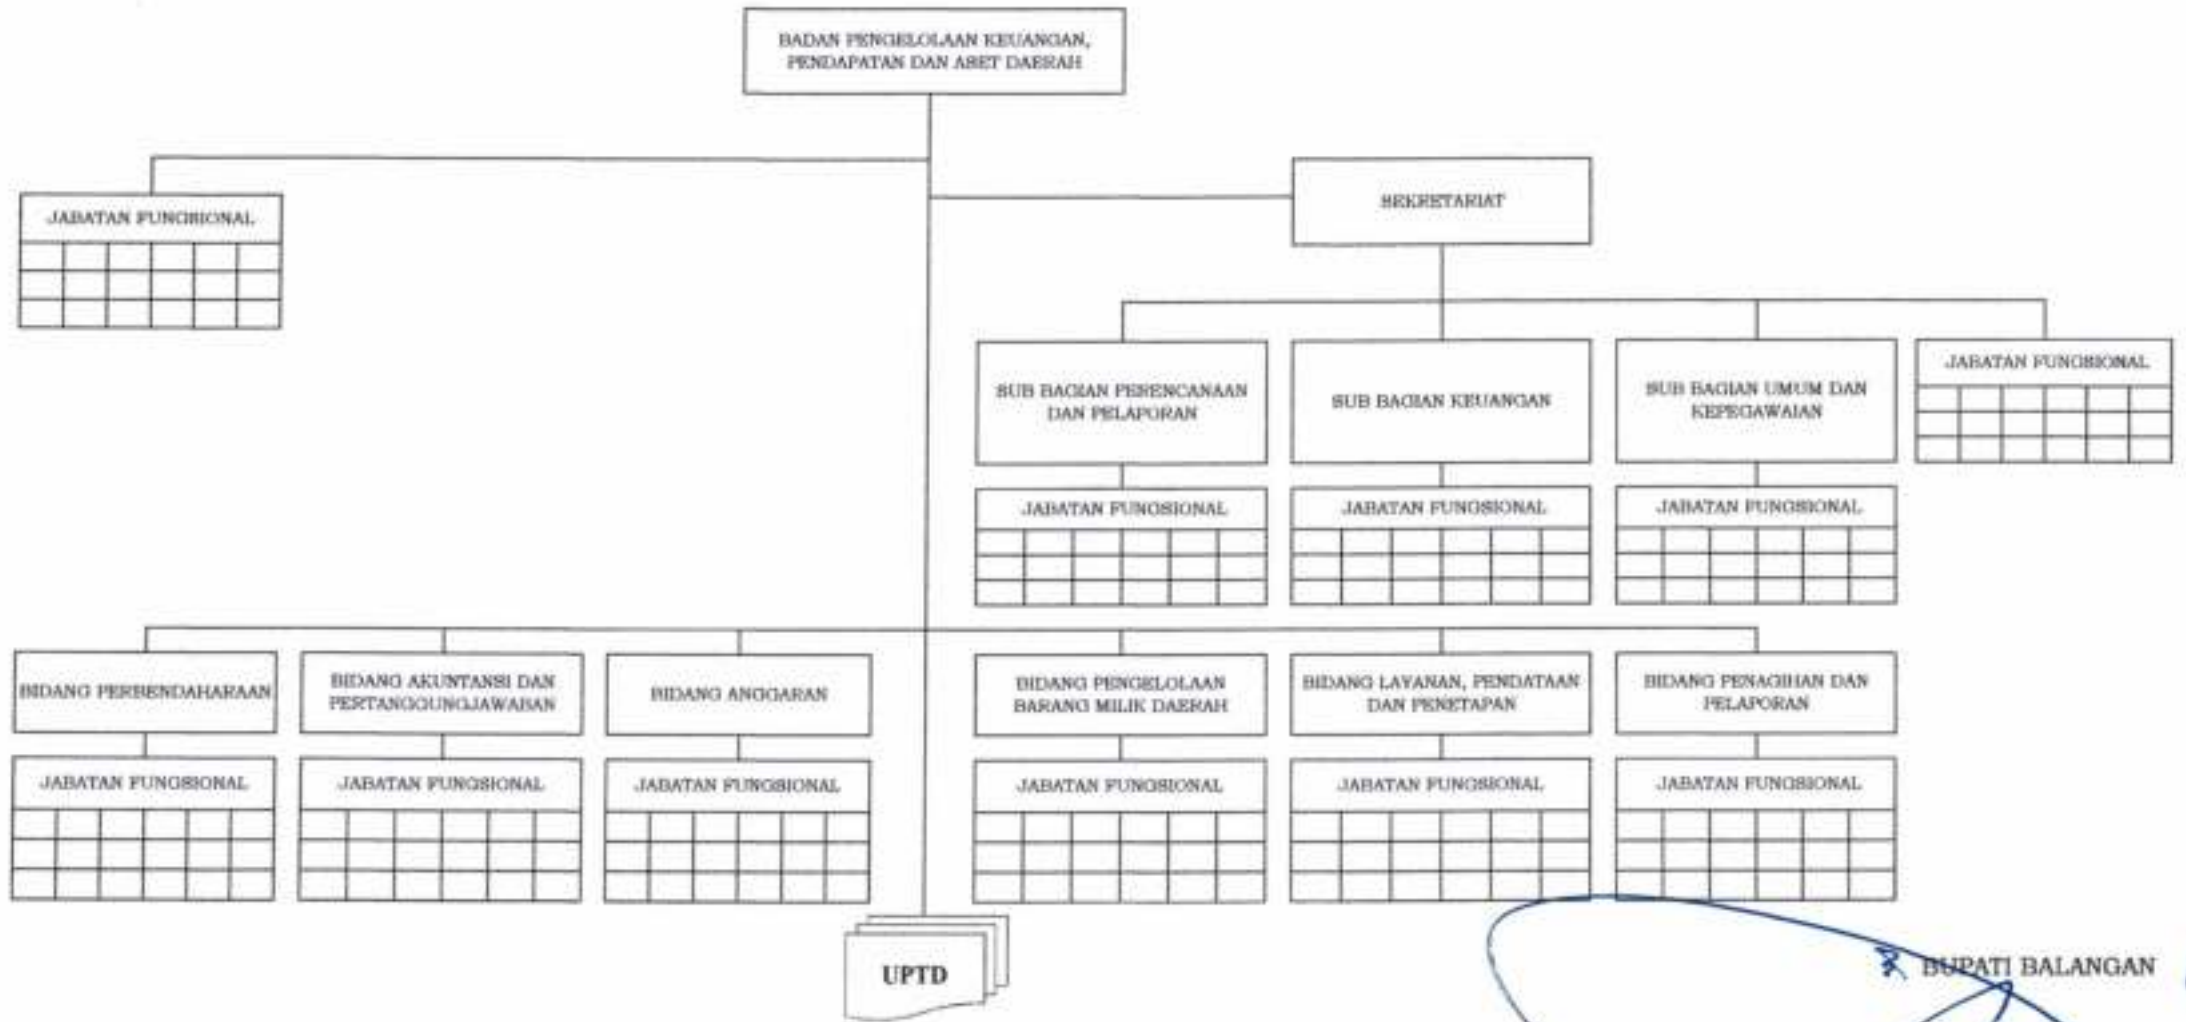 BADAN PENGELOLAAN KEUANGAN,
PENDAPATAN DAN ASET DAERAH
JABATAN FUNGSIONAL
SEKRETARIAT
SUB BAGIAN PERENCANAAN
DAN PELAPORAN
SUB BAGIAN KEUANGAN
SUB BAGIAN UMUM DAN
KEPEGAWAIAN
JABATAN FUNGSIONAL
JABATAN FUNGSIONAL
JABATAN FUNGSIONAL
JABATAN FUNGSIONAL
BIDANG PERBENDAHARAAN
BIDANG AKUNTANSI DAN
PERTANGGUNGJAWABAN
BIDANG ANGGARAN
BIDANG PENGELOLAAN
BARANG MILIK DAERAH
BIDANG LAYANAN, PENDATAAN
DAN PENETAPAN
BIDANG PENAGIHAN DAN
PELAPORAN
JABATAN FUNGSIONAL
JABATAN FUNGSIONAL
JABATAN FUNGSIONAL
JABATAN FUNGSIONAL
JABATAN FUNGSIONAL
JABATAN FUNGSIONAL
UPTD
BUPATI BALANGAN